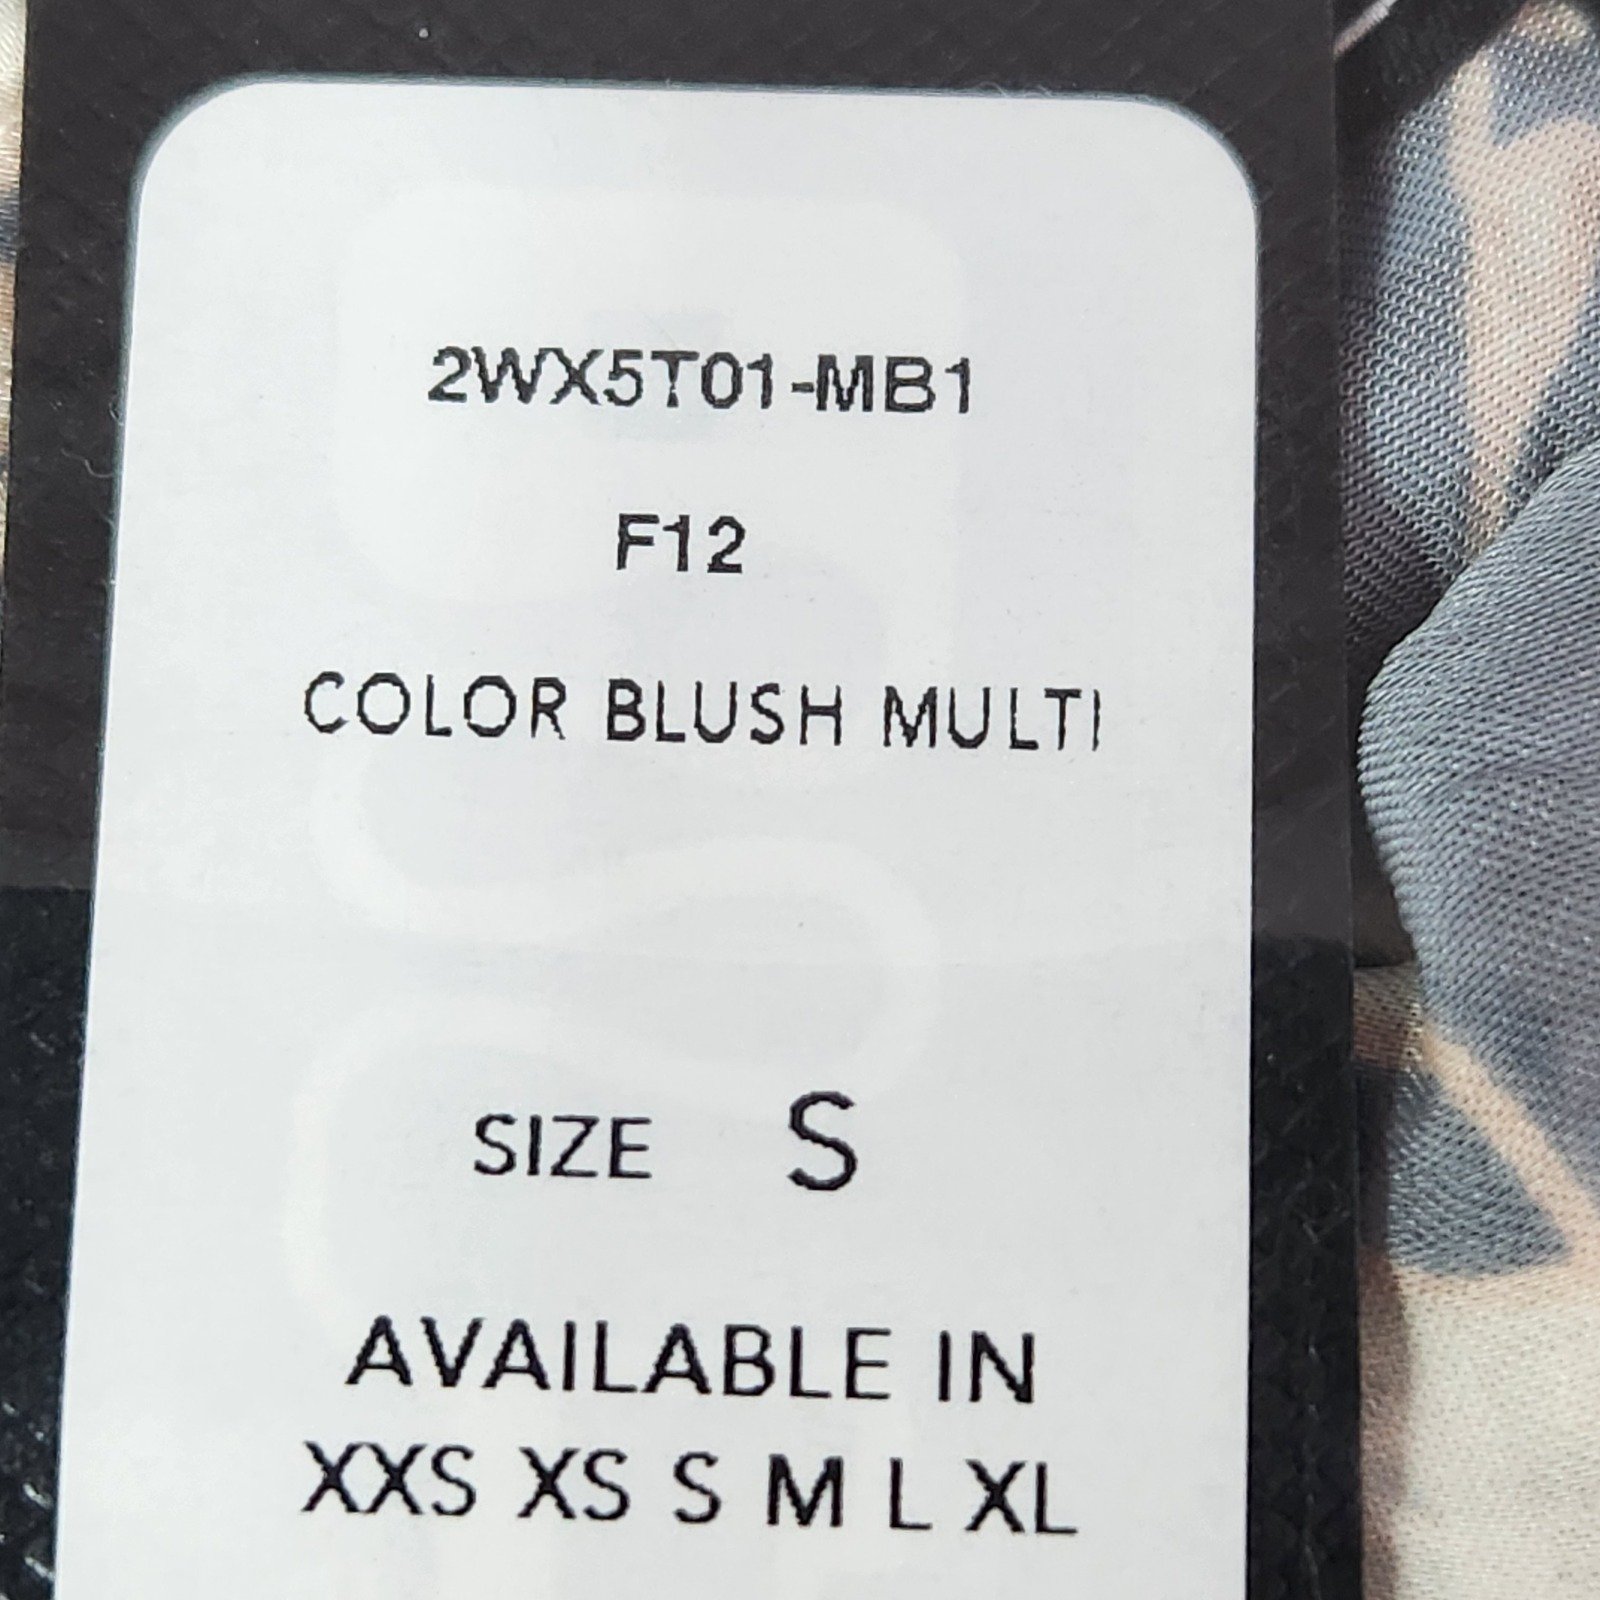 2WX5T01-MB1
F12
COLOR BLUSH MULTI
SIZE S
AVAILABLE IN
XXS XS S M L XL